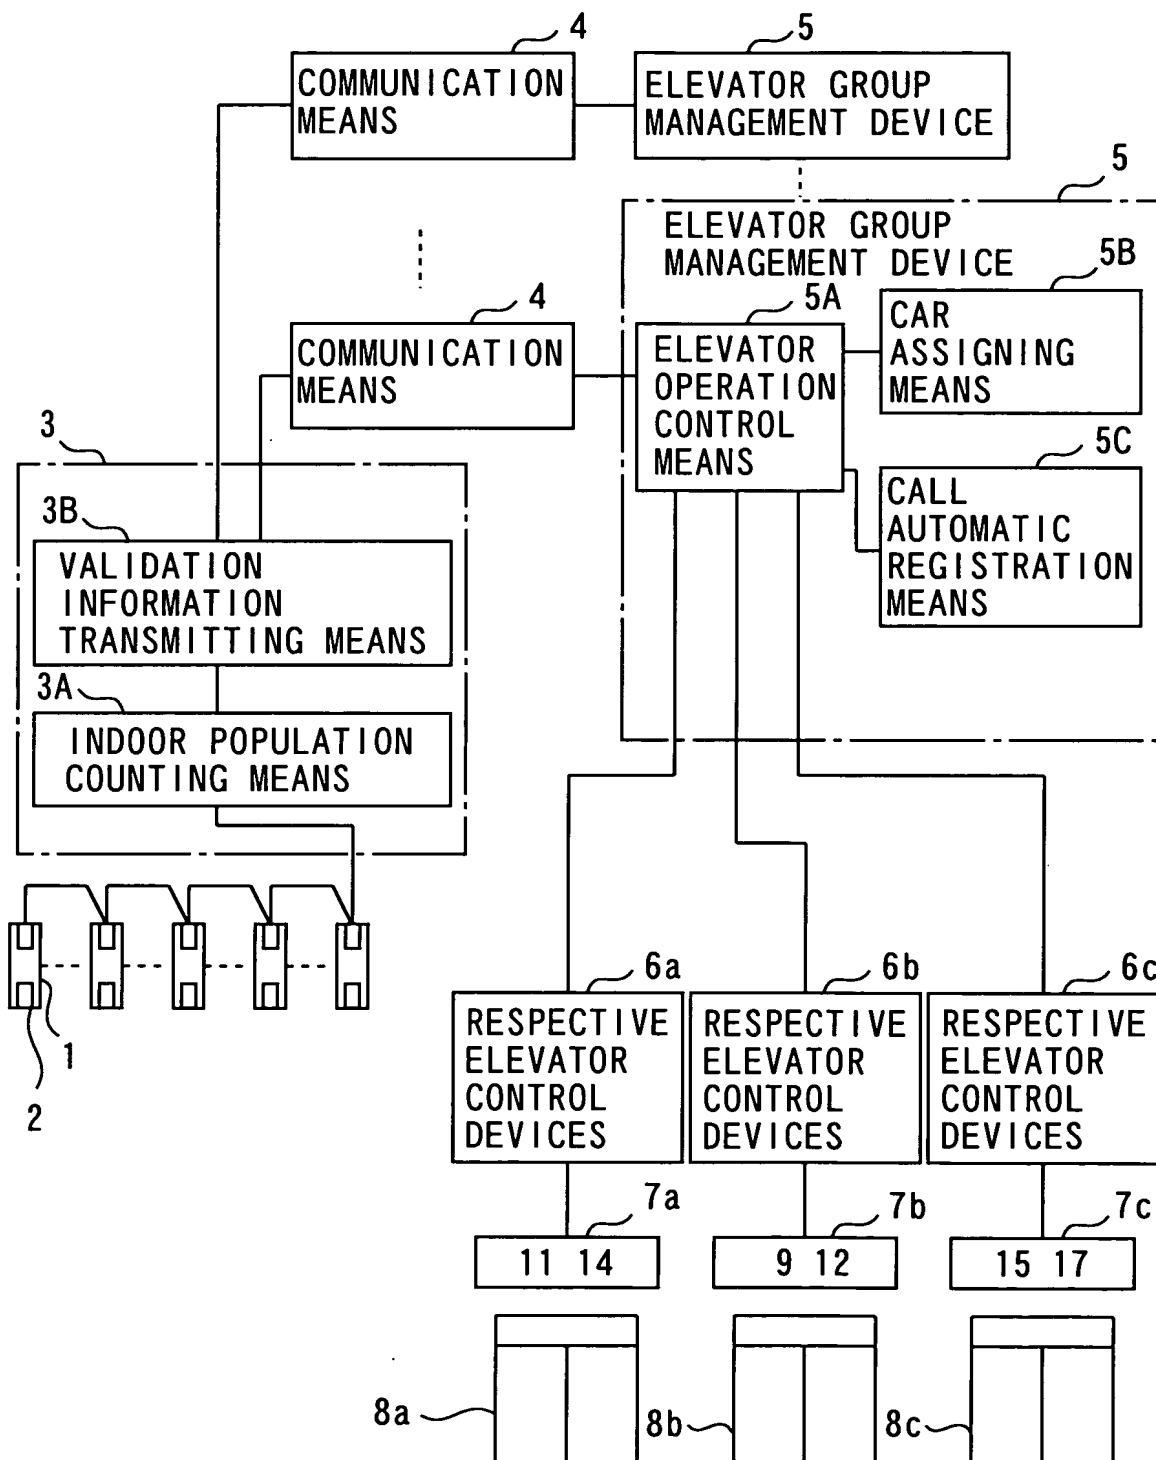 4
COMMUNICATION
MEANS
5
ELEVATOR GROUP
MANAGEMENT DEVICE
5
ELEVATOR GROUP
MANAGEMENT DEVICE
4
COMMUNICATION
MEANS
5A
ELEVATOR
OPERATION
CONTROL
MEANS
5B
CAR
ASSIGNING
MEANS
5C
CALL
AUTOMATIC
REGISTRATION
MEANS
3
3B
VALIDATION
INFORMATION
TRANSMITTING MEANS
3A
INDOOR POPULATION
COUNTING MEANS
1
2
6a
RESPECTIVE
ELEVATOR
CONTROL
DEVICES
6b
RESPECTIVE
ELEVATOR
CONTROL
DEVICES
6c
RESPECTIVE
ELEVATOR
CONTROL
DEVICES
7a
11 14
7b
9 12
7c
15 17
8a
8b
8c